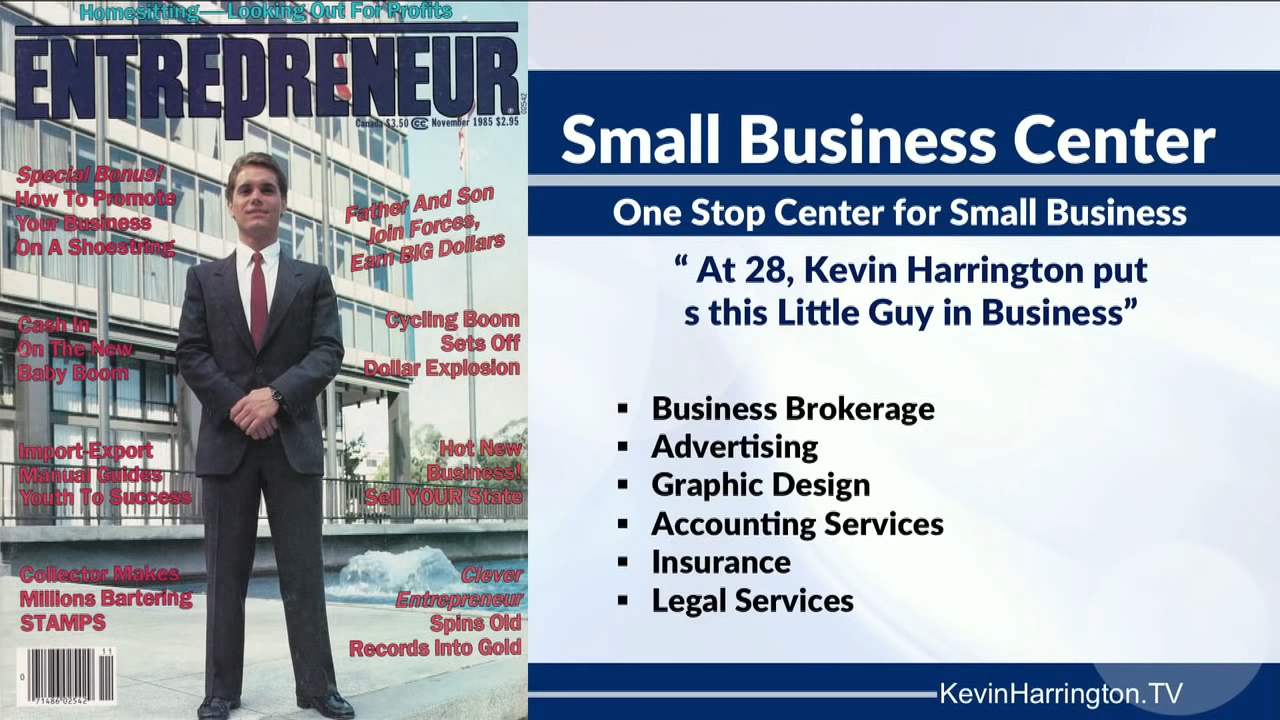 Homesitting—Looking Out For Profits
ENTREPRENEUR
Canada $3.50 CC November 1985 $2.95
02542
Special Bonus!
How To Promote
Your Business
On A Shoestring
Father And Son
Join Forces,
Earn BIG Dollars
Cash In
On The New
Baby Boom
Cycling Boom
Sets Off
Dollar Explosion
Import-Export
Manual Guides
Youth To Success
Hot New
Business!
Sell YOUR State
Collector Makes
Millions Bartering
STAMPS
Clever
Entrepreneur
Spins Old
Records Into Gold
11
0
71486 02542
Small Business Center
One Stop Center for Small Business
“ At 28, Kevin Harrington put
s this Little Guy in Business”
▪ Business Brokerage
▪ Advertising
▪ Graphic Design
▪ Accounting Services
▪ Insurance
▪ Legal Services
KevinHarrington.TV